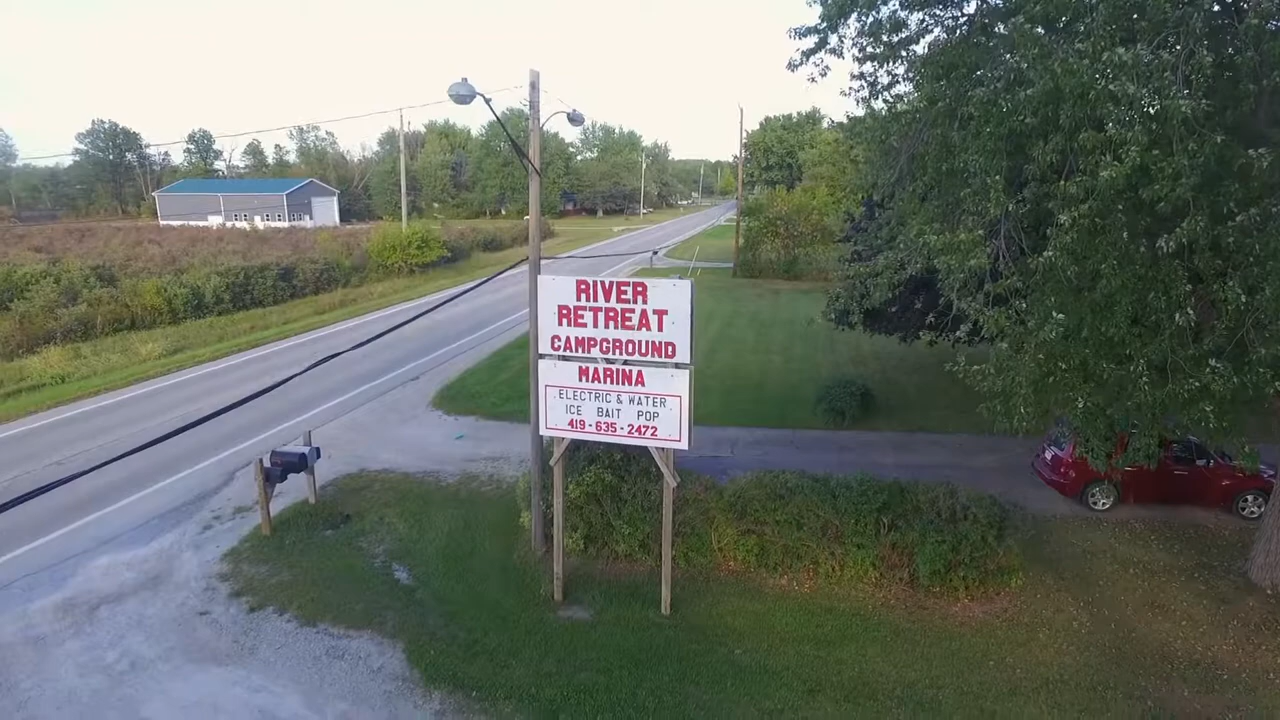 RIVER
RETREAT
CAMPGROUND
MARINA
ELECTRIC & WATER
ICE BAIT POP
419-635-2472